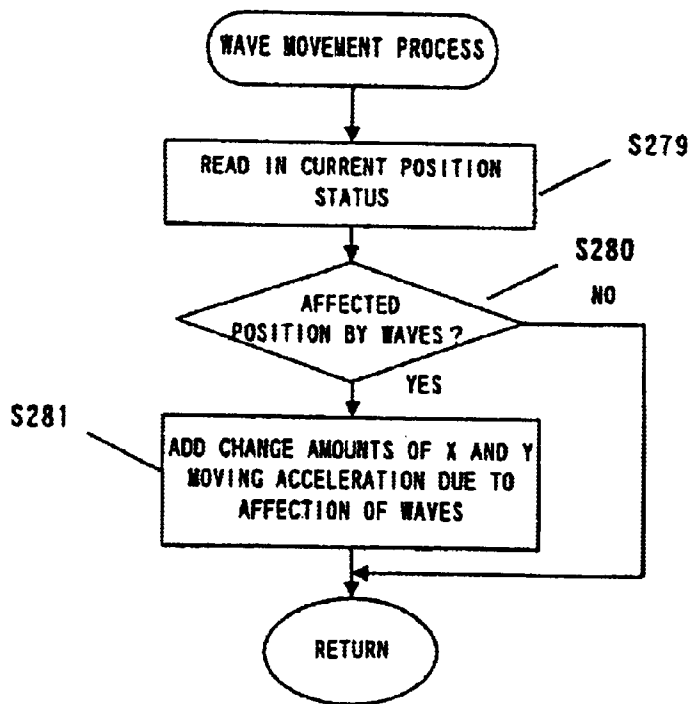 WAVE MOVEMENT PROCESS
S279
READ IN CURRENT POSITION
STATUS
S280
NO
AFFECTED
POSITION BY WAVES?
YES
S281
ADD CHANGE AMOUNTS OF X AND Y
MOVING ACCELERATION DUE TO
AFFECTION OF WAVES
RETURN